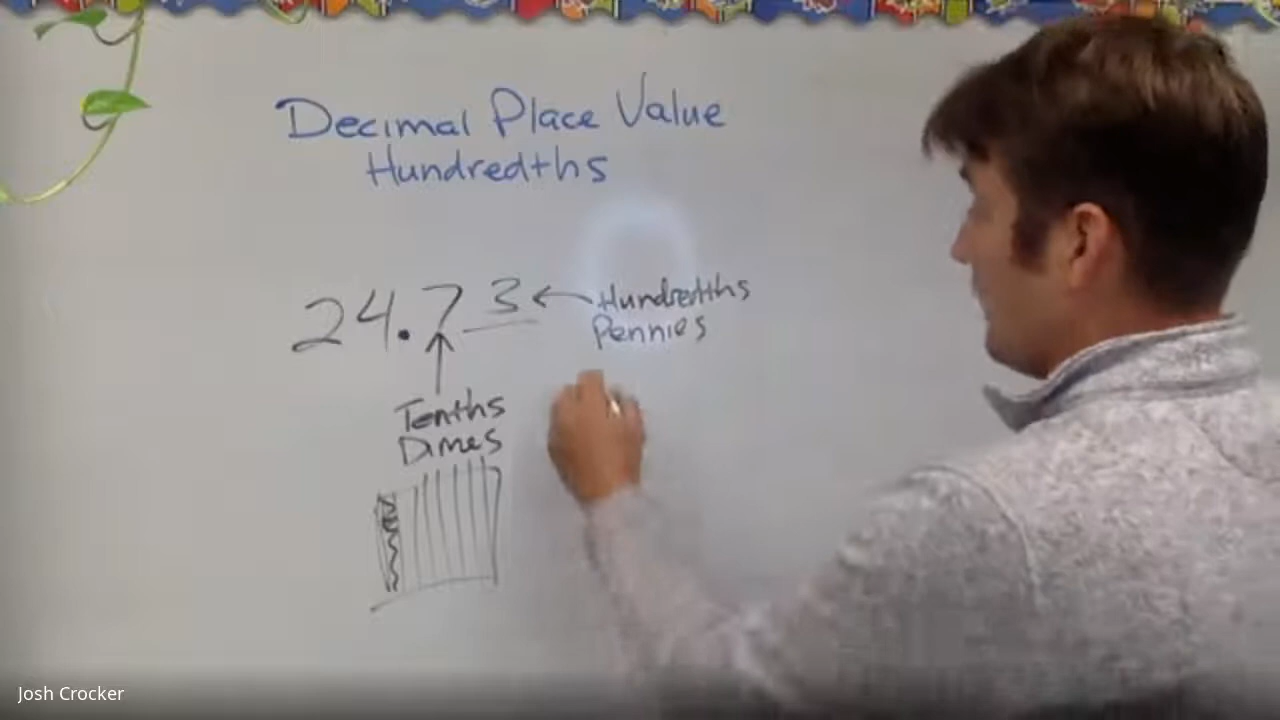 Decimal Place Value
Hundredths
24.73 ← Hundredths
Pennies
Tenths
Dimes
Josh Crocker